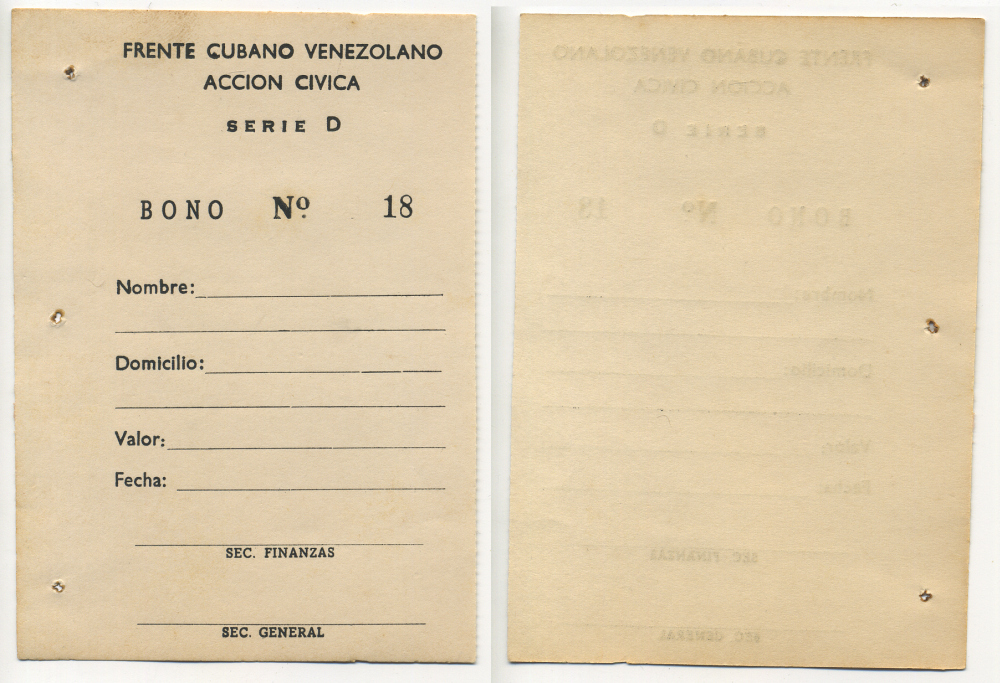 FRENTE CUBANO VENEZOLANO
ACCION CIVICA
SERIE D
BONO Nº 18
Nombre:
Domicilio:
Valor:
Fecha:
SEC. FINANZAS
SEC. GENERAL